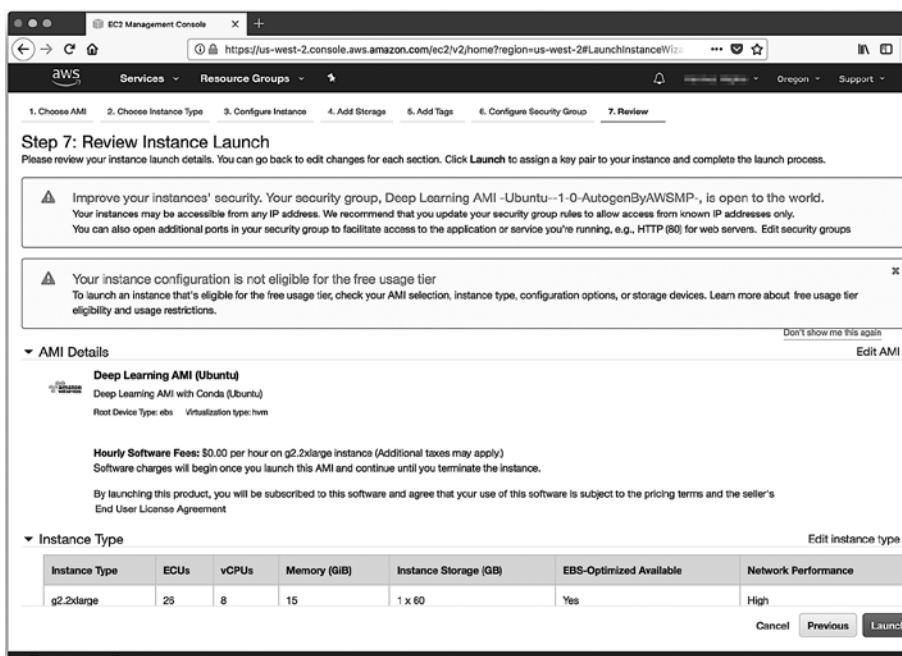 EC2 Management Console
https://us-west-2.console.aws.amazon.com/ec2/v2/home?region=us-west-2#LaunchInstanceWiza
aws Services Resource Groups Oregon Support
1. Choose AMI 2. Choose Instance Type 3. Configure Instance 4. Add Storage 5. Add Tags 6. Configure Security Group 7. Review
Step 7: Review Instance Launch
Please review your instance launch details. You can go back to edit changes for each section. Click Launch to assign a key pair to your instance and complete the launch process.
Improve your instances' security. Your security group, Deep Learning AMI -Ubuntu--1-0-AutogenByAWSMP-, is open to the world.
Your instances may be accessible from any IP address. We recommend that you update your security group rules to allow access from known IP addresses only.
You can also open additional ports in your security group to facilitate access to the application or service you're running, e.g., HTTP (80) for web servers. Edit security groups
Your instance configuration is not eligible for the free usage tier
To launch an instance that's eligible for the free usage tier, check your AMI selection, instance type, configuration options, or storage devices. Learn more about free usage tier
eligibility and usage restrictions.
Don't show me this again
AMI Details Edit AMI
Deep Learning AMI (Ubuntu)
Deep Learning AMI with Conda (Ubuntu)
Root Device Type: ebs Virtualization type: hvm
Hourly Software Fees: $0.00 per hour on g2.2xlarge instance (Additional taxes may apply.)
Software charges will begin once you launch this AMI and continue until you terminate the instance.
By launching this product, you will be subscribed to this software and agree that your use of this software is subject to the pricing terms and the seller's
End User License Agreement
Instance Type Edit instance type
Instance Type ECUs vCPUs Memory (GiB) Instance Storage (GB) EBS-Optimized Available Network Performance
g2.2xlarge 26 8 15 1 x 60 Yes High
Cancel Previous Launch